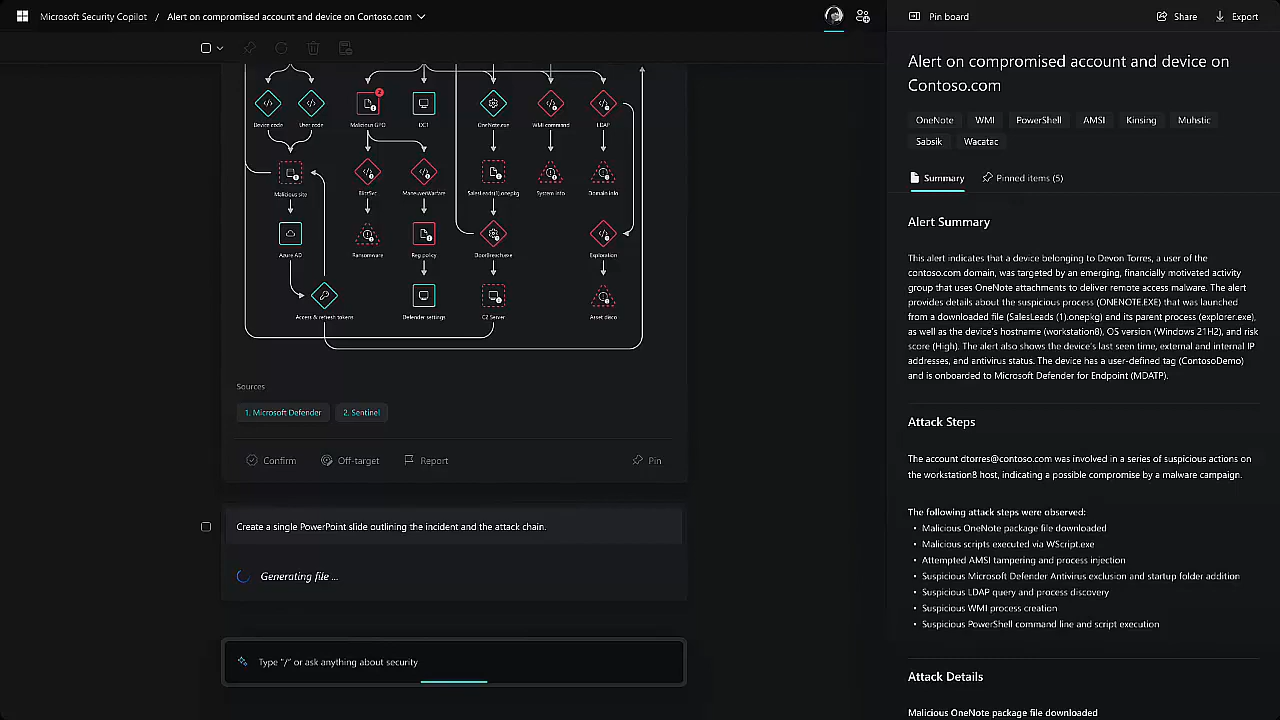 Microsoft Security Copilot / Alert on compromised account and device on Contoso.com
Device code User code Malicious GPO DC1 OneNote.exe WMI command LDAP
2
Malicious site BlitrSvc ManeuverWarfare SalesLeads(1).onepkg System info Domain info
Azure AD Ransomware Reg policy DoorBreach.exe Exploration
Access & refresh tokens Defender settings C2 Server Asset disco
Sources
1. Microsoft Defender 2. Sentinel
Confirm Off-target Report Pin
Create a single PowerPoint slide outlining the incident and the attack chain.
Generating file ...
Type "/" or ask anything about security
Pin board Share Export
Alert on compromised account and device on
Contoso.com
OneNote WMI PowerShell AMSI Kinsing Muhstic
Sabsik Wacatac
Summary Pinned items (5)
Alert Summary
This alert indicates that a device belonging to Devon Torres, a user of the
contoso.com domain, was targeted by an emerging, financially motivated activity
group that uses OneNote attachments to deliver remote access malware. The alert
provides details about the suspicious process (ONENOTE.EXE) that was launched
from a downloaded file (SalesLeads (1).onepkg) and its parent process (explorer.exe),
as well as the device's hostname (workstation8), OS version (Windows 21H2), and risk
score (High). The alert also shows the device's last seen time, external and internal IP
addresses, and antivirus status. The device has a user-defined tag (ContosoDemo)
and is onboarded to Microsoft Defender for Endpoint (MDATP).
Attack Steps
The account dtorres@contoso.com was involved in a series of suspicious actions on
the workstation8 host, indicating a possible compromise by a malware campaign.
The following attack steps were observed:
• Malicious OneNote package file downloaded
• Malicious scripts executed via WScript.exe
• Attempted AMSI tampering and process injection
• Suspicious Microsoft Defender Antivirus exclusion and startup folder addition
• Suspicious LDAP query and process discovery
• Suspicious WMI process creation
• Suspicious PowerShell command line and script execution
Attack Details
Malicious OneNote package file downloaded